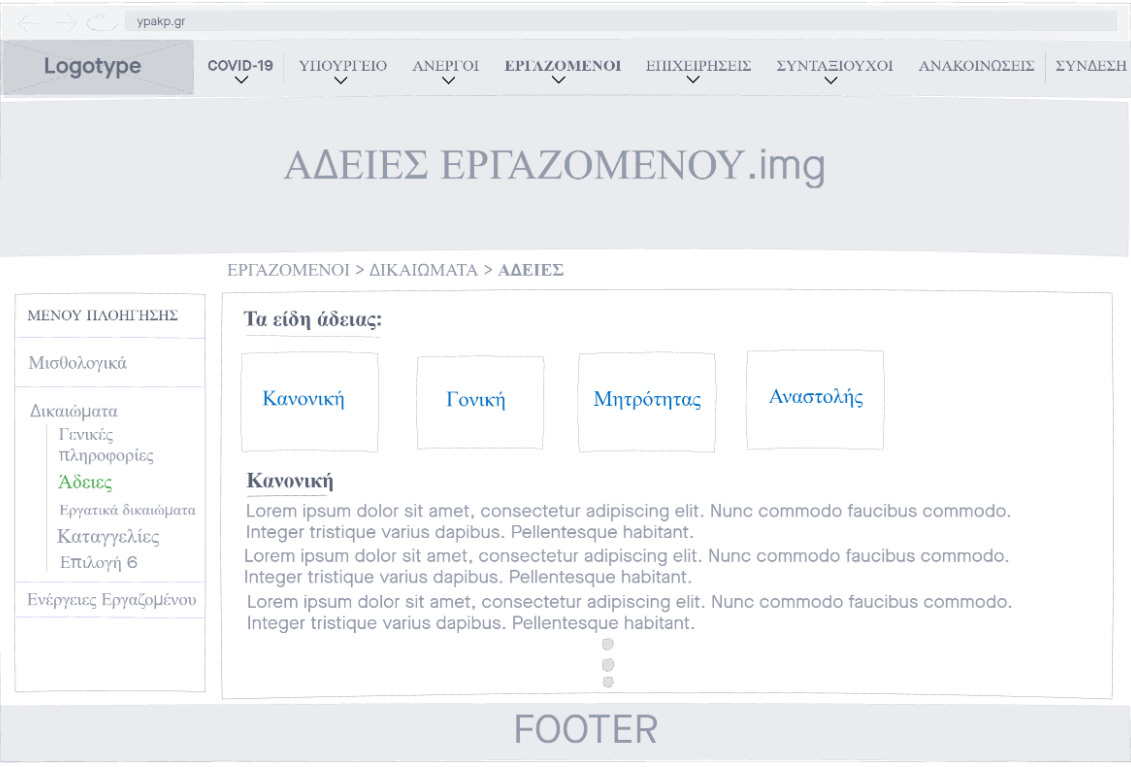 ypakp.gr
Logotype
COVID-19
ΥΠΟΥΡΓΕΙΟ
ΑΝΕΡΓΟΙ
ΕΡΓΑΖΟΜΕΝΟΙ
ΕΠΙΧΕΙΡΗΣΕΙΣ
ΣΥΝΤΑΞΙΟΥΧΟΙ
ΑΝΑΚΟΙΝΩΣΕΙΣ
ΣΥΝΔΕΣΗ
ΑΔΕΙΕΣ ΕΡΓΑΖΟΜΕΝΟΥ.img
ΕΡΓΑΖΟΜΕΝΟΙ > ΔΙΚΑΙΩΜΑΤΑ > ΑΔΕΙΕΣ
ΜΕΝΟΥ ΠΛΟΗΓΗΣΗΣ
Μισθολογικά
Δικαιώματα
Γενικές
πληροφορίες
Άδειες
Εργατικά δικαιώματα
Καταγγελίες
Επιλογή 6
Ενέργειες Εργαζομένου
Τα είδη άδειας:
Κανονική
Γονική
Μητρότητας
Αναστολής
Κανονική
Lorem ipsum dolor sit amet, consectetur adipiscing elit. Nunc commodo faucibus commodo.
Integer tristique varius dapibus. Pellentesque habitant.
Lorem ipsum dolor sit amet, consectetur adipiscing elit. Nunc commodo faucibus commodo.
Integer tristique varius dapibus. Pellentesque habitant.
Lorem ipsum dolor sit amet, consectetur adipiscing elit. Nunc commodo faucibus commodo.
Integer tristique varius dapibus. Pellentesque habitant.
FOOTER